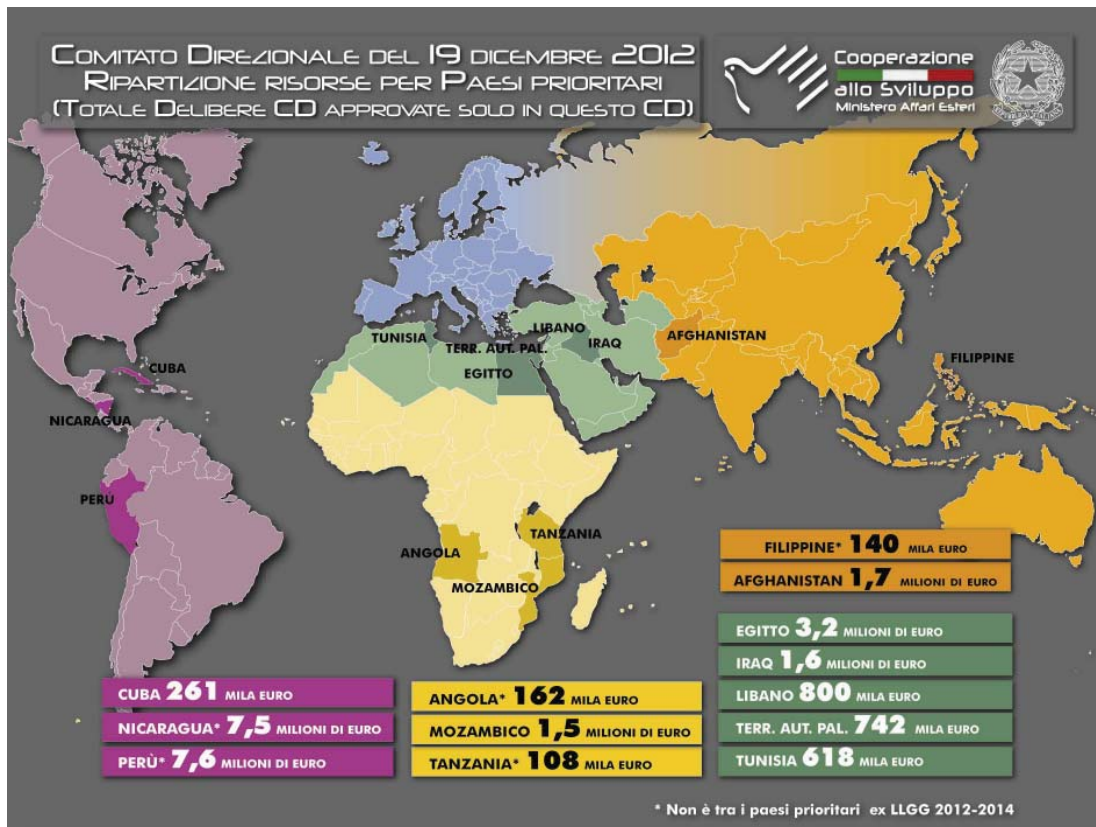 COMITATO DIREZIONALE DEL 19 DICEMBRE 2012
RIPARTIZIONE RISORSE PER PAESI PRIORITARI
(TOTALE DELIBERE CD APPROVATE SOLO IN QUESTO CD)
Cooperazione
allo Sviluppo
Ministero Affari Esteri
LIBANO
TUNISIA
IRAQ
AFGHANISTAN
TERR. AUT. PAL.
EGITTO
FILIPPINE
CUBA
NICARAGUA
PERÙ
TANZANIA
ANGOLA
MOZAMBICO
FILIPPINE* 140 MILA EURO
AFGHANISTAN 1,7 MILIONI DI EURO
EGITTO 3,2 MILIONI DI EURO
IRAQ 1,6 MILIONI DI EURO
LIBANO 800 MILA EURO
TERR. AUT. PAL. 742 MILA EURO
TUNISIA 618 MILA EURO
CUBA 261 MILA EURO
NICARAGUA* 7,5 MILIONI DI EURO
PERÙ* 7,6 MILIONI DI EURO
ANGOLA* 162 MILA EURO
MOZAMBICO 1,5 MILIONI DI EURO
TANZANIA* 108 MILA EURO
* Non è tra i paesi prioritari ex LLGG 2012-2014